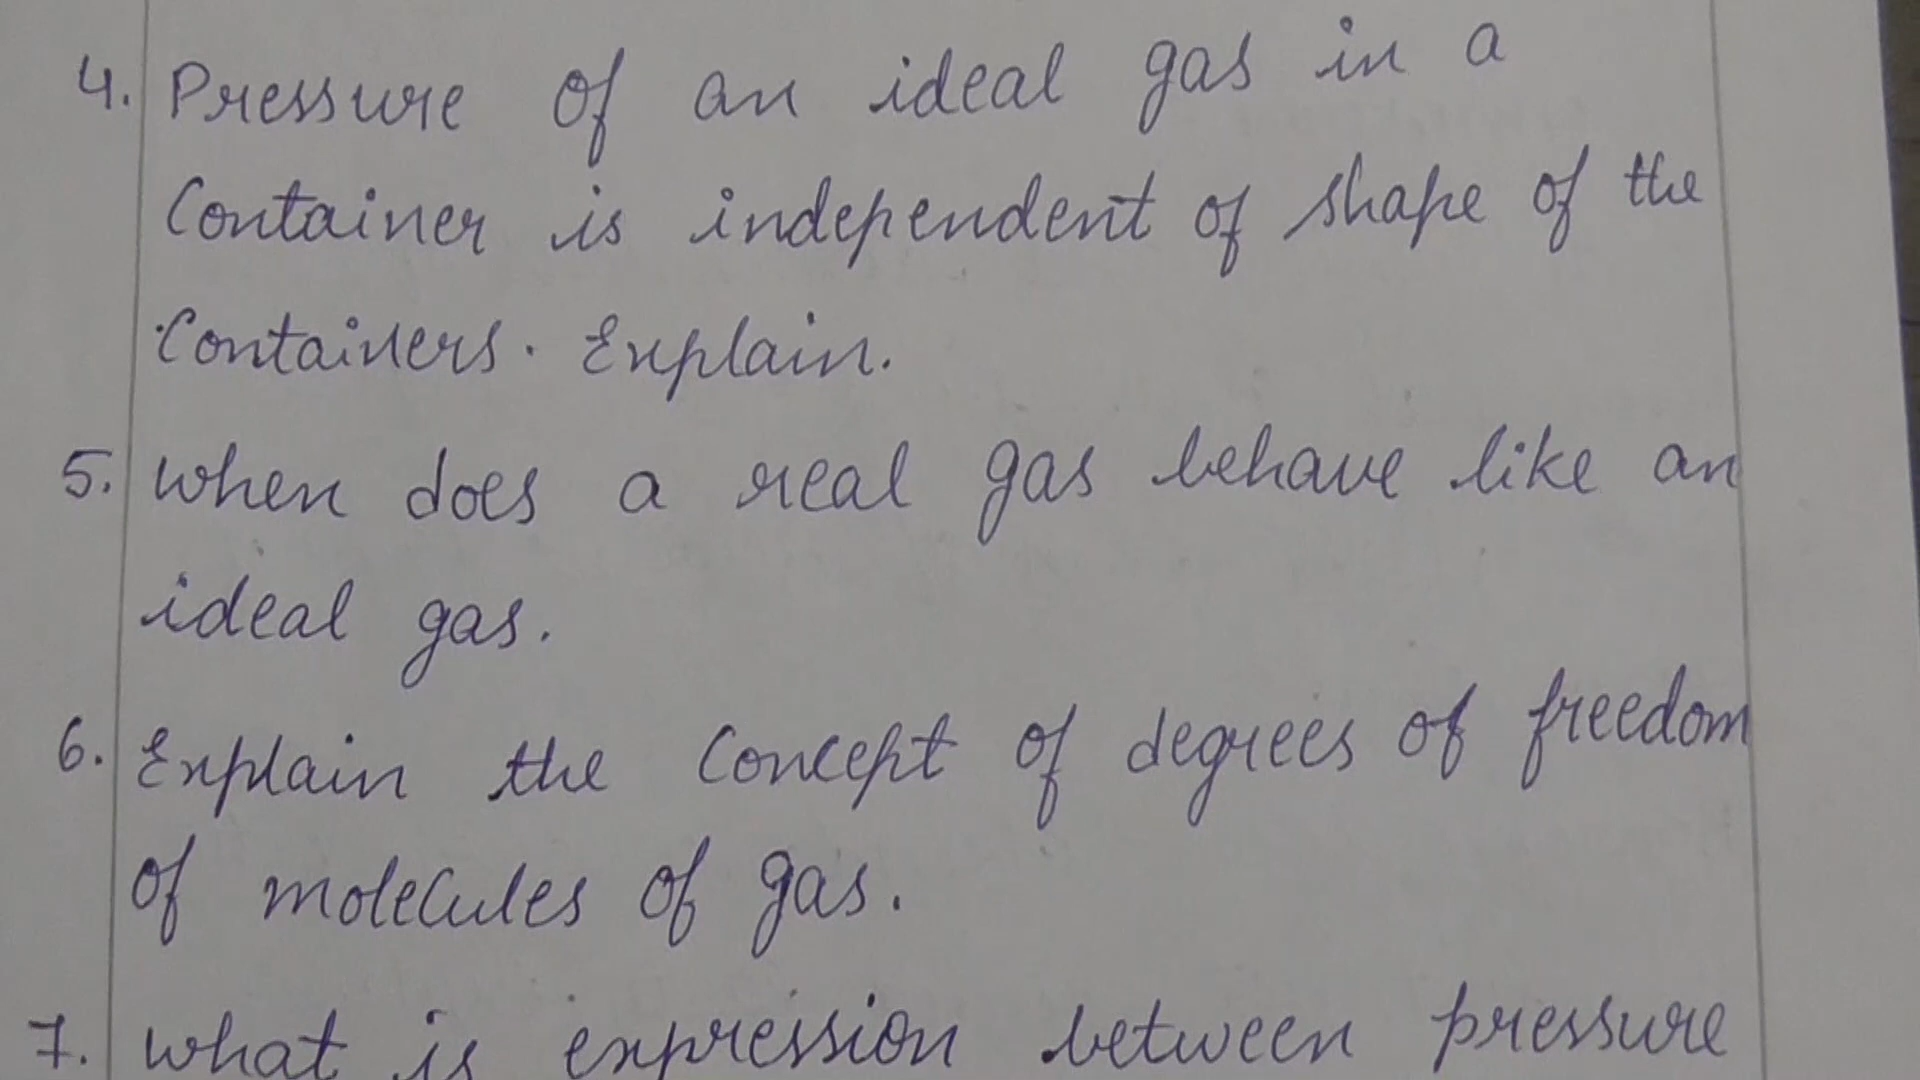 4. Pressure of an ideal gas in a
Container is independent of shape of the
Containers. Explain.
5. when does a real gas behave like an
ideal gas.
6. Explain the Concept of degrees of freedom
of molecules of gas.
7. what is expression between pressure